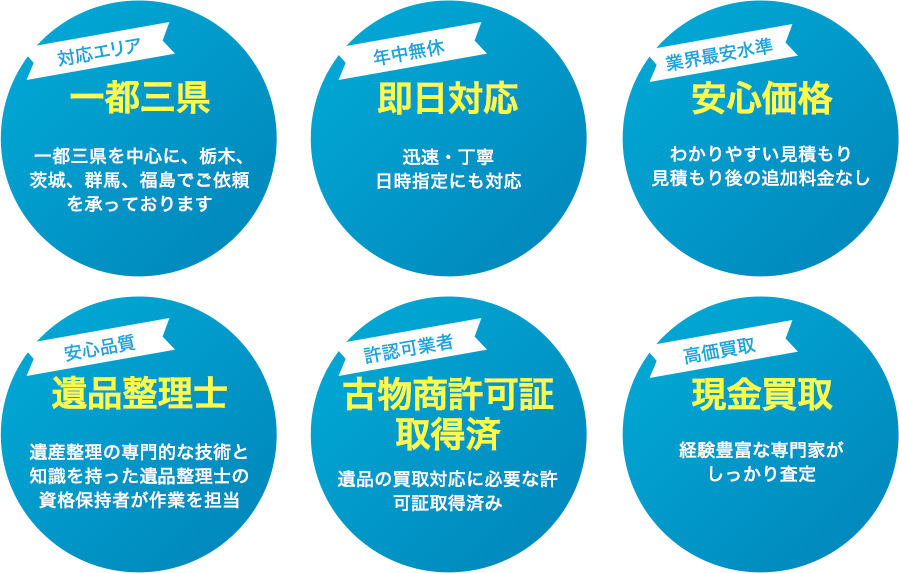 対応エリア
一都三県
一都三県を中心に、栃木、
茨城、群馬、福島でご依頼
を承っております
年中無休
即日対応
迅速・丁寧
日時指定にも対応
業界最安水準
安心価格
わかりやすい見積もり
見積もり後の追加料金なし
安心品質
遺品整理士
遺産整理の専門的な技術と
知識を持った遺品整理士の
資格保持者が作業を担当
許認可業者
古物商許可証
取得済
遺品の買取対応に必要な許
可証取得済み
高価買取
現金買取
経験豊富な専門家が
しっかり査定